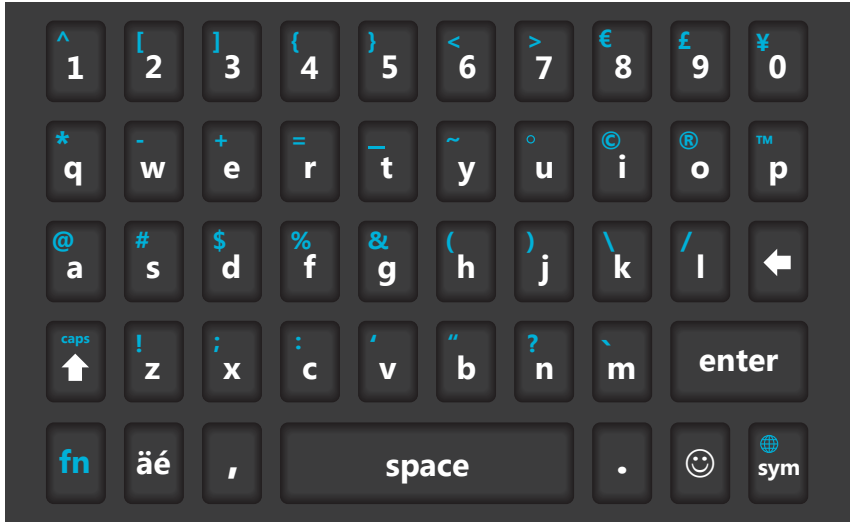 ^ [ ] { } < > € £ ¥
1 2 3 4 5 6 7 8 9 0
* - + = _ ~ ° © ® ™
q w e r t y u i o p
@ # $ % & ( ) \ /
a s d f g h j k l
caps ! ; : ‘ “ ? `
z x c v b n m enter
fn äé , space . sym